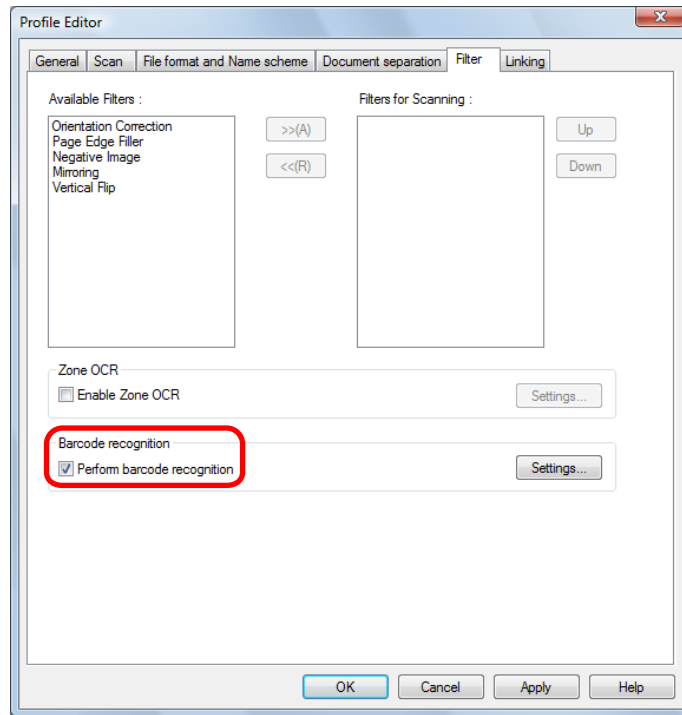 Profile Editor
General Scan File format and Name scheme Document separation Filter Linking
Available Filters :
Filters for Scanning :
Orientation Correction
Page Edge Filler
Negative Image
Mirroring
Vertical Flip
>>(A)
<<(R)
Up
Down
Zone OCR
Enable Zone OCR
Settings...
Barcode recognition
Perform barcode recognition
Settings...
OK Cancel Apply Help